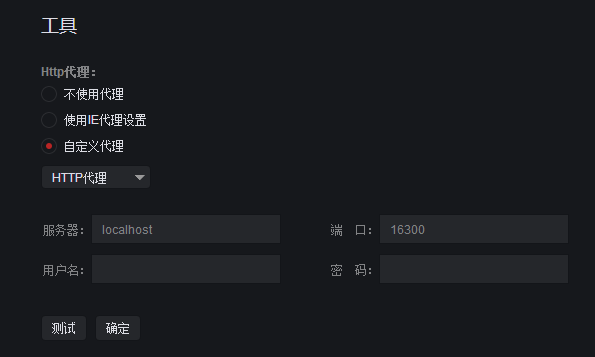 工具
Http代理：
不使用代理
使用IE代理设置
自定义代理
HTTP代理
服务器： localhost 端 口： 16300
用户名： 密 码：
测试 确定